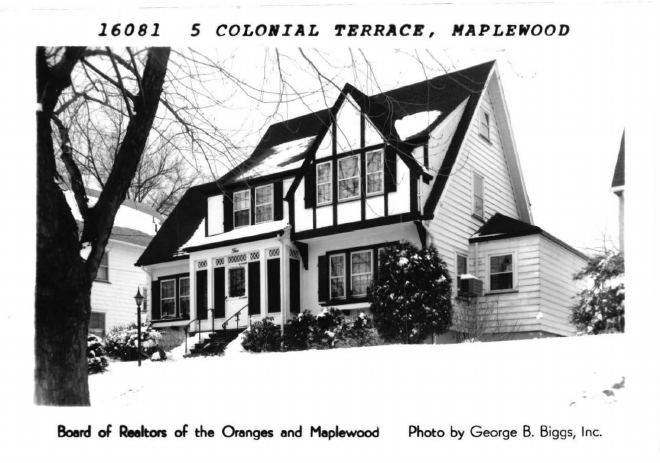 16081 5 COLONIAL TERRACE, MAPLEWOOD
Board of Realtors of the Oranges and Maplewood Photo by George B. Biggs, Inc.